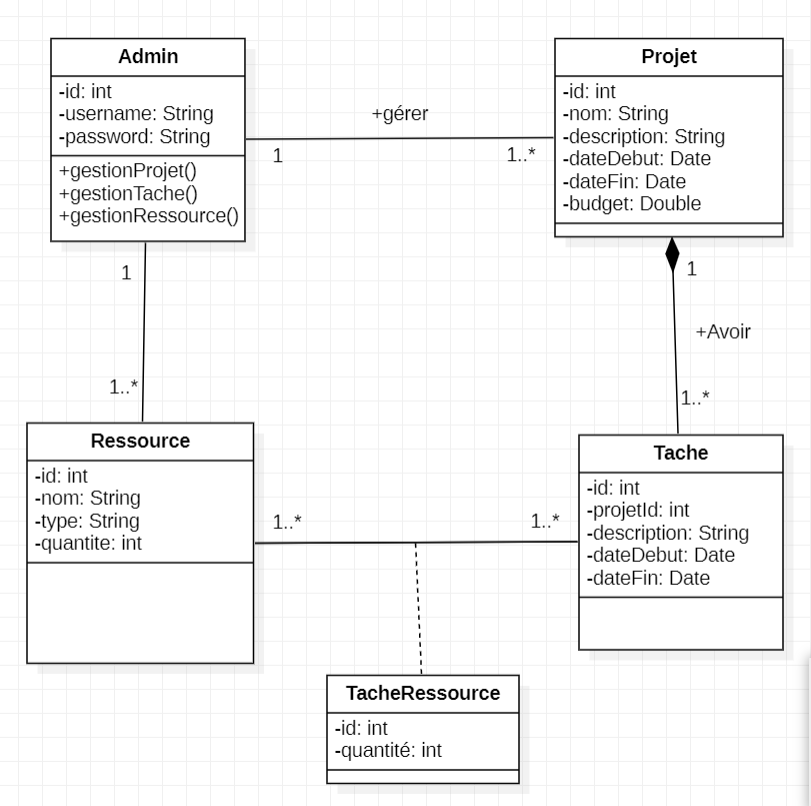 Admin
-id: int
-username: String
-password: String
+gestionProjet()
+gestionTache()
+gestionRessource()
+gérer
1
1..*
Projet
-id: int
-nom: String
-description: String
-dateDebut: Date
-dateFin: Date
-budget: Double
1
1..*
1
+Avoir
1..*
Ressource
-id: int
-nom: String
-type: String
-quantite: int
1..*
1..*
Tache
-id: int
-projetId: int
-description: String
-dateDebut: Date
-dateFin: Date
TacheRessource
-id: int
-quantité: int